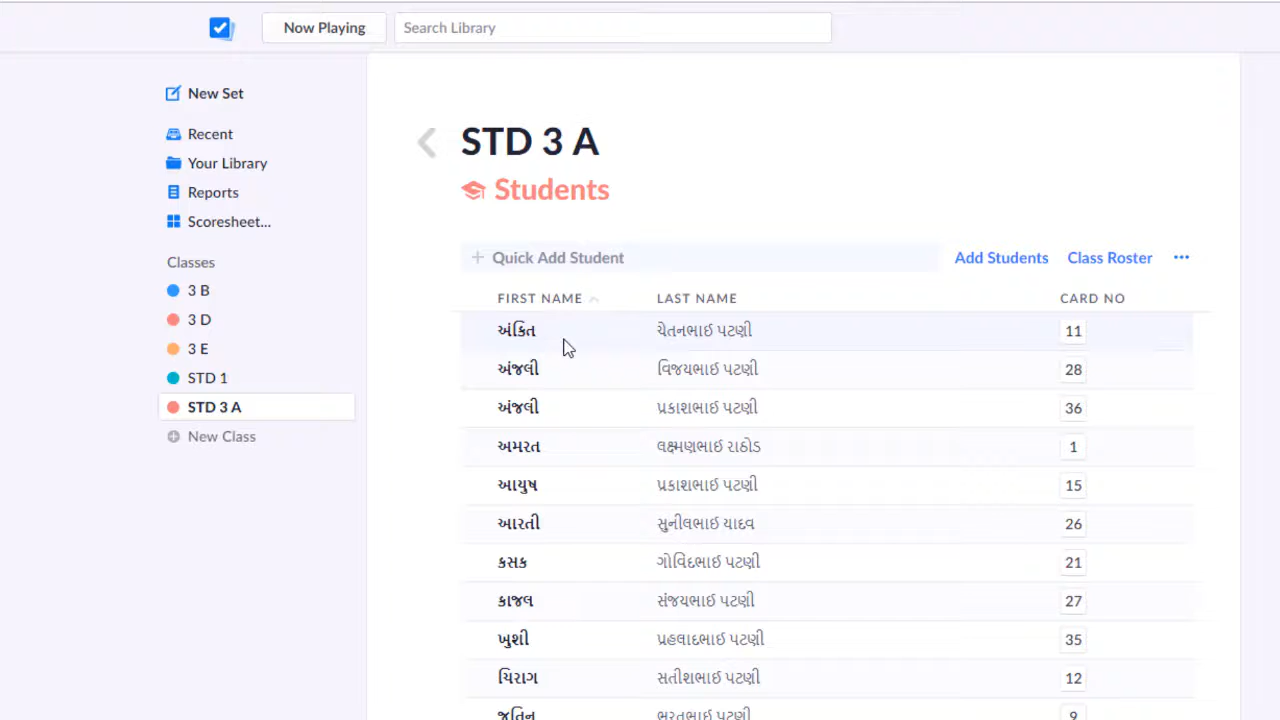 Now Playing
Search Library
New Set
Recent
Your Library
Reports
Scoresheet...
Classes
3 B
3 D
3 E
STD 1
STD 3 A
New Class
STD 3 A
Students
Quick Add Student
Add Students
Class Roster
FIRST NAME LAST NAME CARD NO
અંકિત ચેતનભાઈ પટણી 11
અંજલી વિજયભાઈ પટણી 28
અંજલી પ્રકાશભાઈ પટણી 36
અમરત લક્ષ્મણભાઈ રાઠોડ 1
આયુષ પ્રકાશભાઈ પટણી 15
આરતી સુનીલભાઈ યાદવ 26
કસક ગોવિંદભાઈ પટણી 21
કાજલ સંજયભાઈ પટણી 27
ખુશી પ્રહલાદભાઈ પટણી 35
ચિરાગ સતીશભાઈ પટણી 12
જતિન ભરતભાઈ પટણી 9